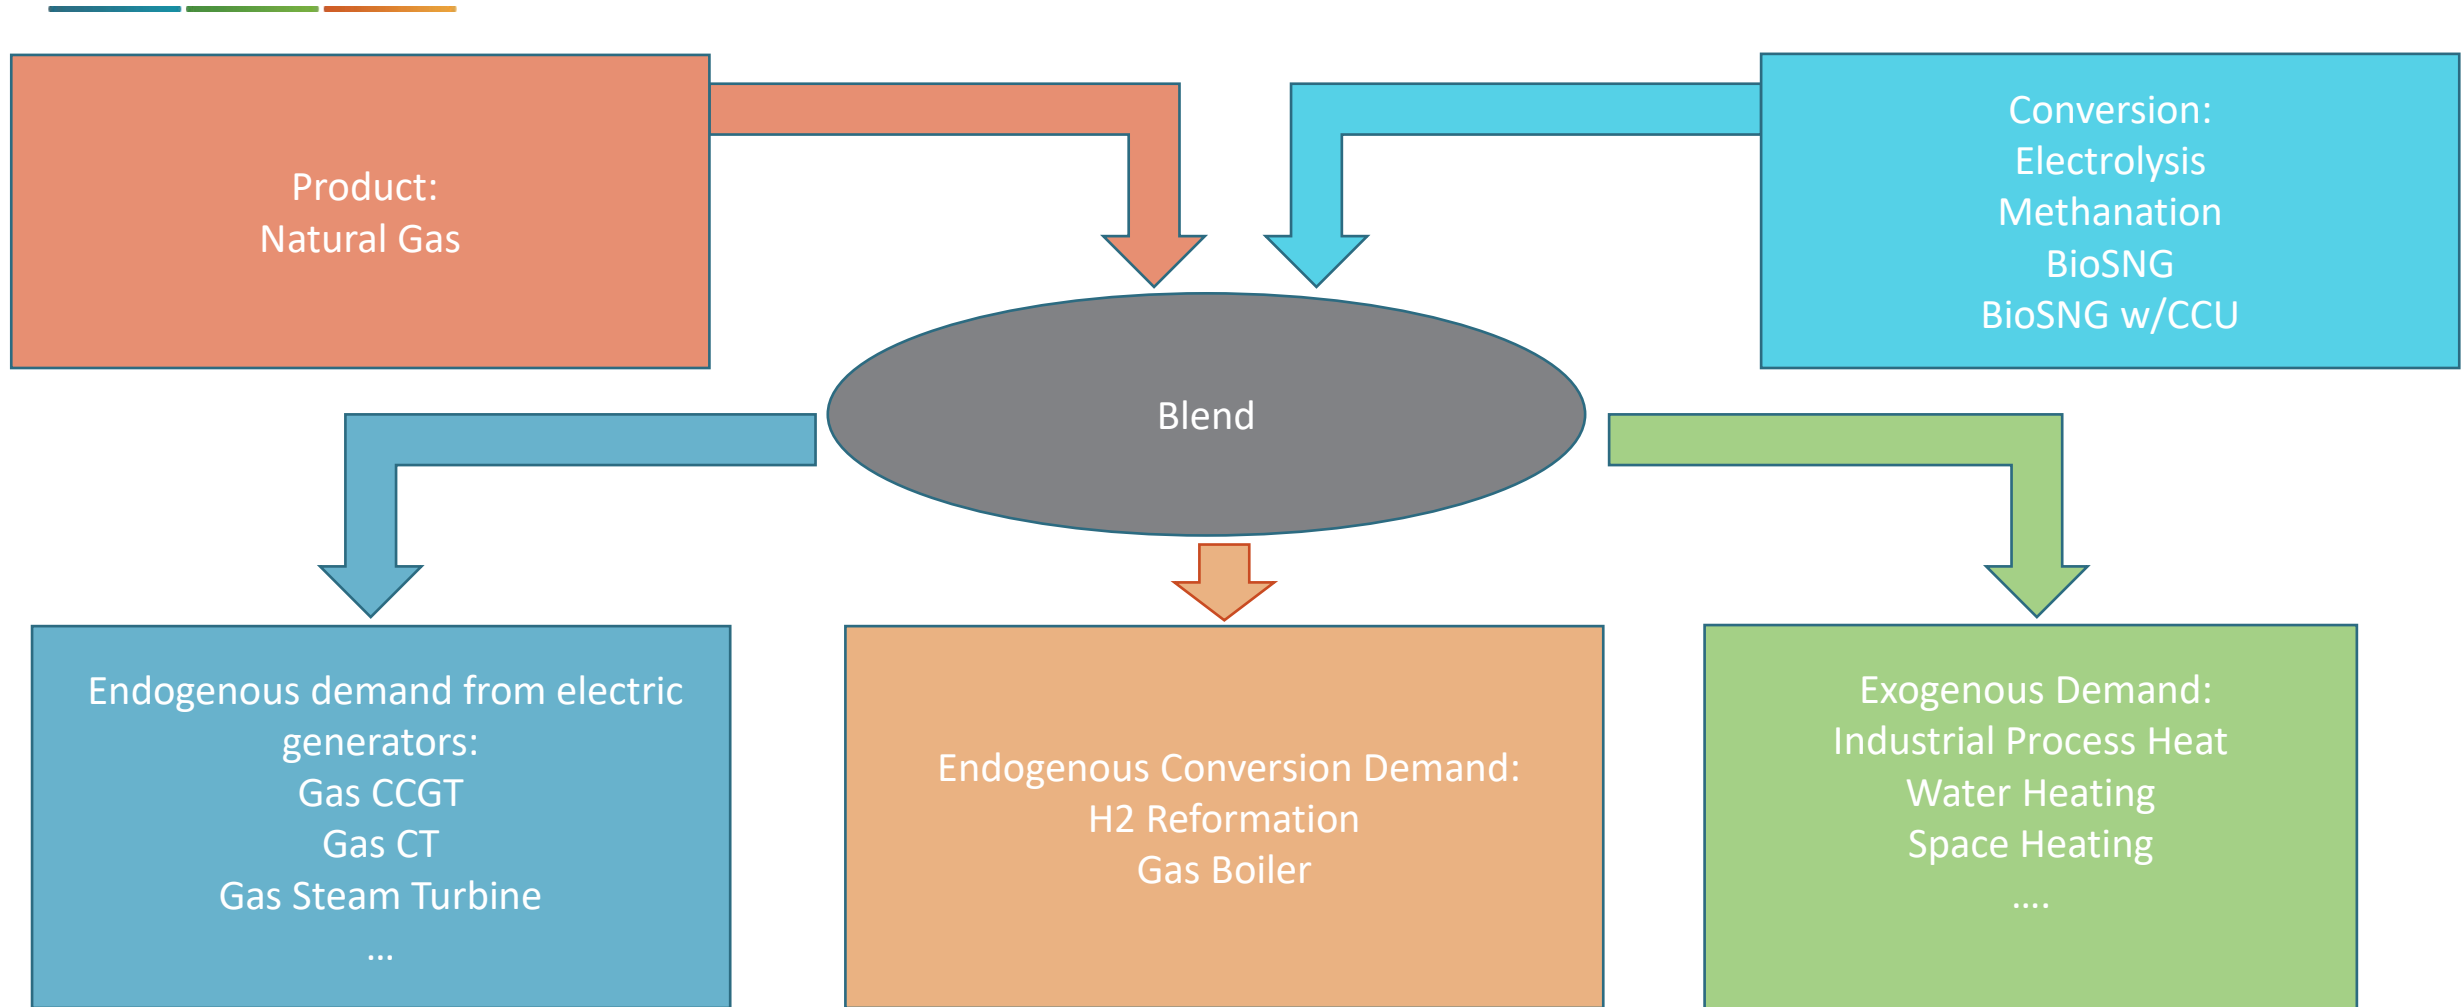 Product:
Natural Gas
Conversion:
Electrolysis
Methanation
BioSNG
BioSNG w/CCU
Blend
Endogenous demand from electric
generators:
Gas CCGT
Gas CT
Gas Steam Turbine
...
Endogenous Conversion Demand:
H2 Reformation
Gas Boiler
Exogenous Demand:
Industrial Process Heat
Water Heating
Space Heating
....